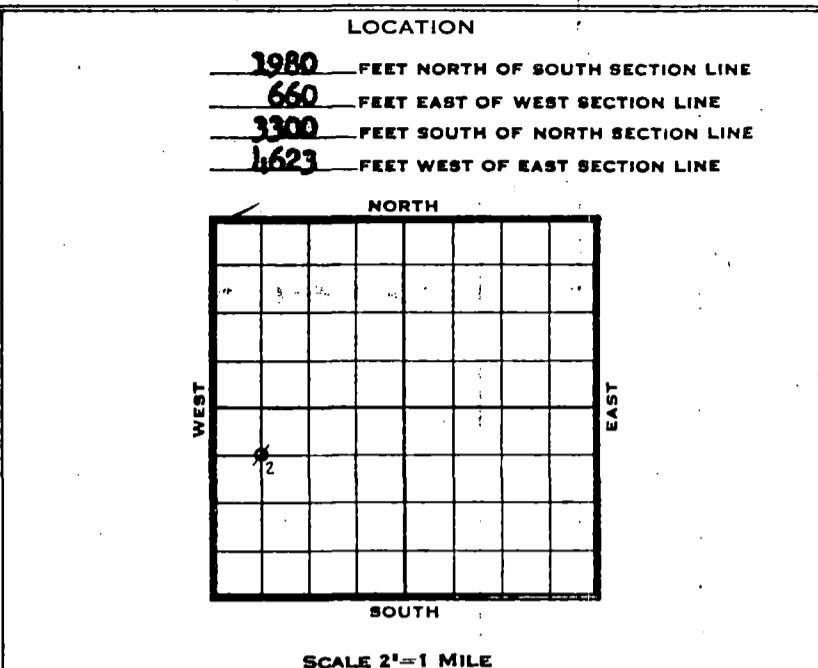 LOCATION
1980 FEET NORTH OF SOUTH SECTION LINE
660 FEET EAST OF WEST SECTION LINE
3300 FEET SOUTH OF NORTH SECTION LINE
4623 FEET WEST OF EAST SECTION LINE
NORTH
WEST
EAST
2
SOUTH
SCALE 2"=1 MILE